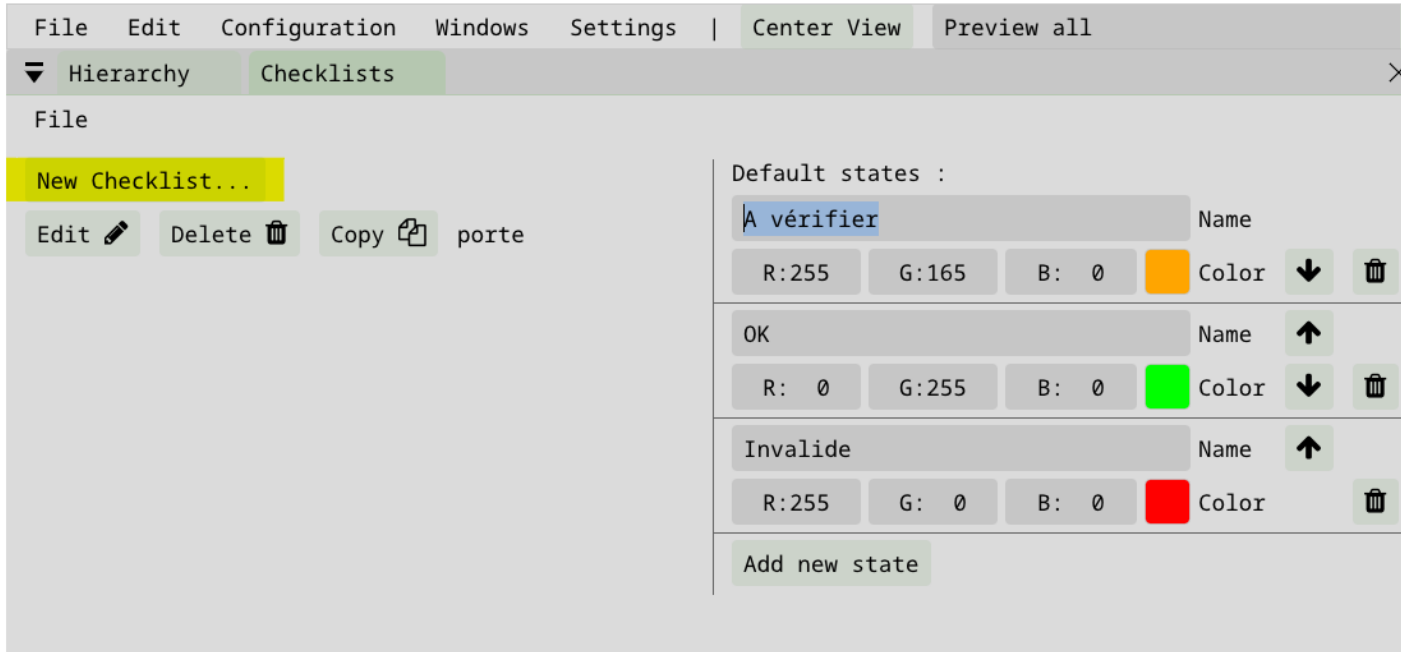 File Edit Configuration Windows Settings | Center View Preview all
Hierarchy Checklists
File
New Checklist...
Edit Delete Copy porte
Default states :
A vérifier Name
R:255 G:165 B: 0 Color
OK Name
R: 0 G:255 B: 0 Color
Invalide Name
R:255 G: 0 B: 0 Color
Add new state